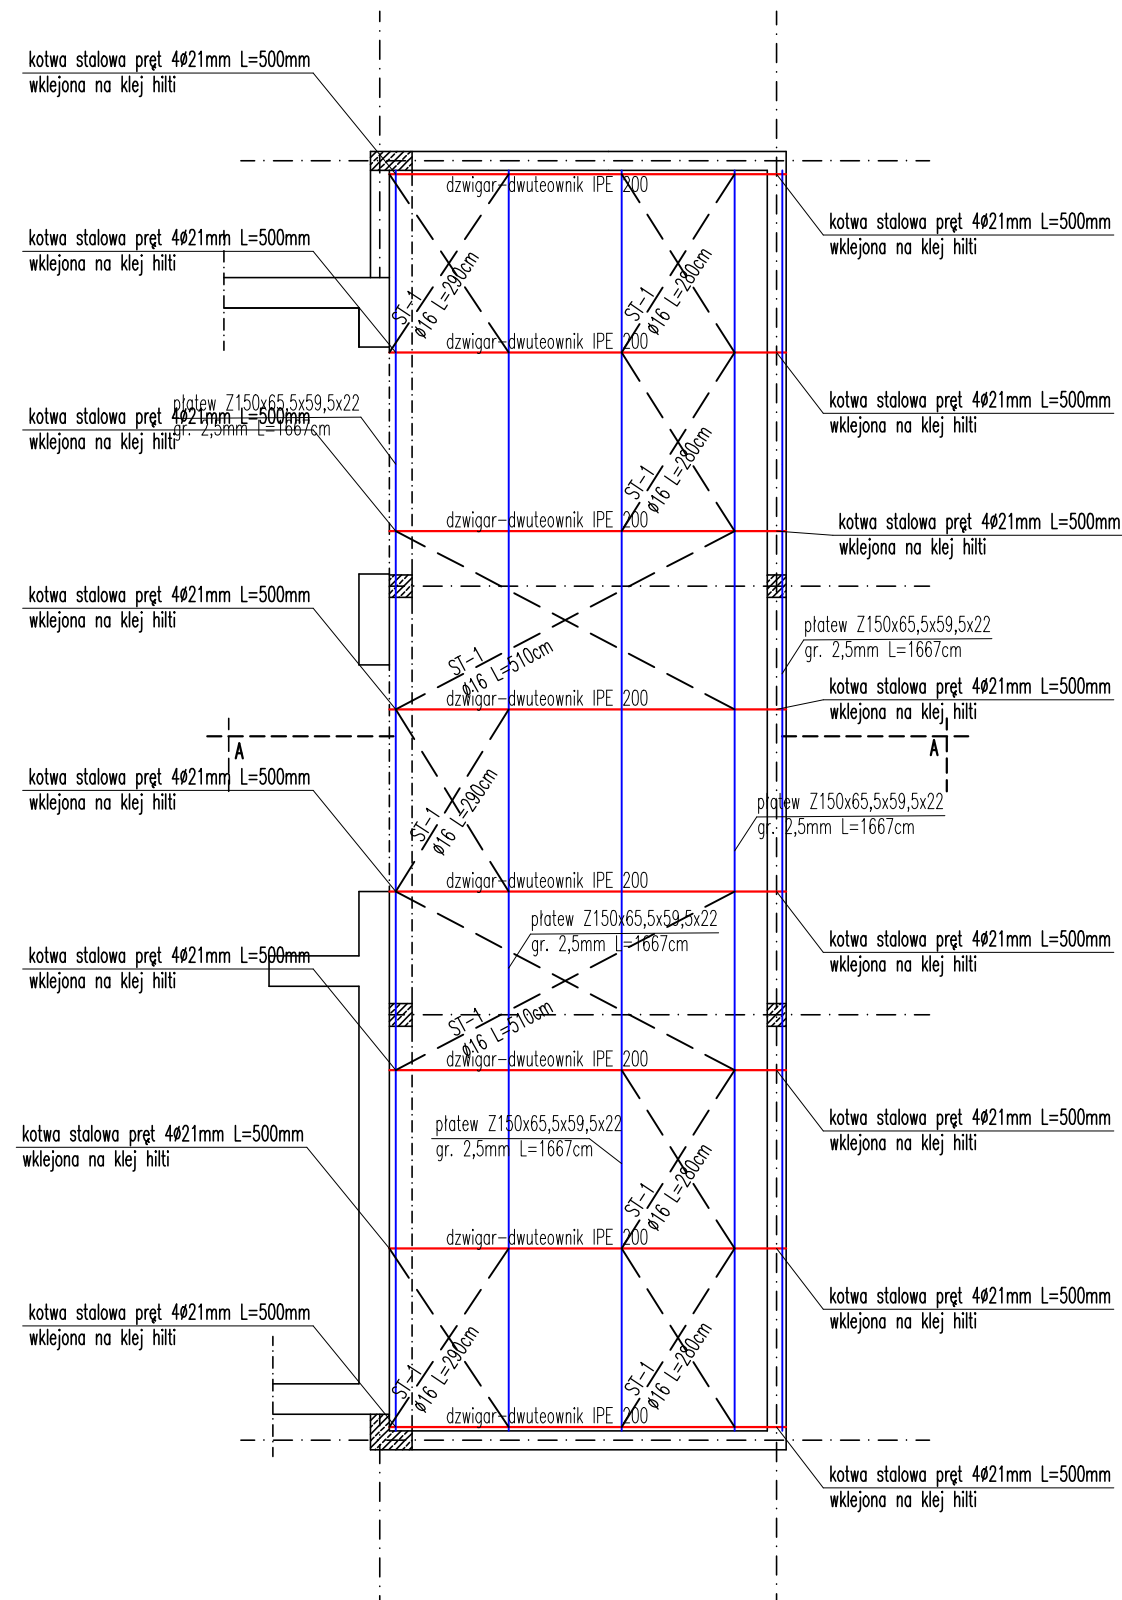 kotwa stalowa pręt 4ø21mm L=500mm
wklejona na klej hilti
dzwigar-dwuteownik IPE 200
kotwa stalowa pręt 4ø21mm L=500mm
wklejona na klej hilti
kotwa stalowa pręt 4ø21mm L=500mm
wklejona na klej hilti
ST-1
ø16 L=290cm
ST-1
ø16 L=280cm
dzwigar-dwuteownik IPE 200
płatew Z150x65,5x59,5x22
gr. 2,5mm L=1667cm
kotwa stalowa pręt 4ø21mm L=500mm
wklejona na klej hilti
kotwa stalowa pręt 4ø21mm L=500mm
wklejona na klej hilti
ST-1
ø16 L=280cm
dzwigar-dwuteownik IPE 200
kotwa stalowa pręt 4ø21mm L=500mm
wklejona na klej hilti
kotwa stalowa pręt 4ø21mm L=500mm
wklejona na klej hilti
płatew Z150x65,5x59,5x22
gr. 2,5mm L=1667cm
ST-1
ø16 L=510cm
dzwigar-dwuteownik IPE 200
kotwa stalowa pręt 4ø21mm L=500mm
wklejona na klej hilti
A
A
kotwa stalowa pręt 4ø21mm L=500mm
wklejona na klej hilti
ST-1
ø16 L=290cm
płatew Z150x65,5x59,5x22
gr. 2,5mm L=1667cm
dzwigar-dwuteownik IPE 200
płatew Z150x65,5x59,5x22
gr. 2,5mm L=1667cm
kotwa stalowa pręt 4ø21mm L=500mm
wklejona na klej hilti
kotwa stalowa pręt 4ø21mm L=500mm
wklejona na klej hilti
ST-1
ø16 L=510cm
dzwigar-dwuteownik IPE 200
kotwa stalowa pręt 4ø21mm L=500mm
wklejona na klej hilti
płatew Z150x65,5x59,5x22
gr. 2,5mm L=1667cm
kotwa stalowa pręt 4ø21mm L=500mm
wklejona na klej hilti
ST-1
ø16 L=280cm
dzwigar-dwuteownik IPE 200
kotwa stalowa pręt 4ø21mm L=500mm
wklejona na klej hilti
kotwa stalowa pręt 4ø21mm L=500mm
wklejona na klej hilti
ST-1
ø16 L=290cm
ST-1
ø16 L=280cm
dzwigar-dwuteownik IPE 200
kotwa stalowa pręt 4ø21mm L=500mm
wklejona na klej hilti